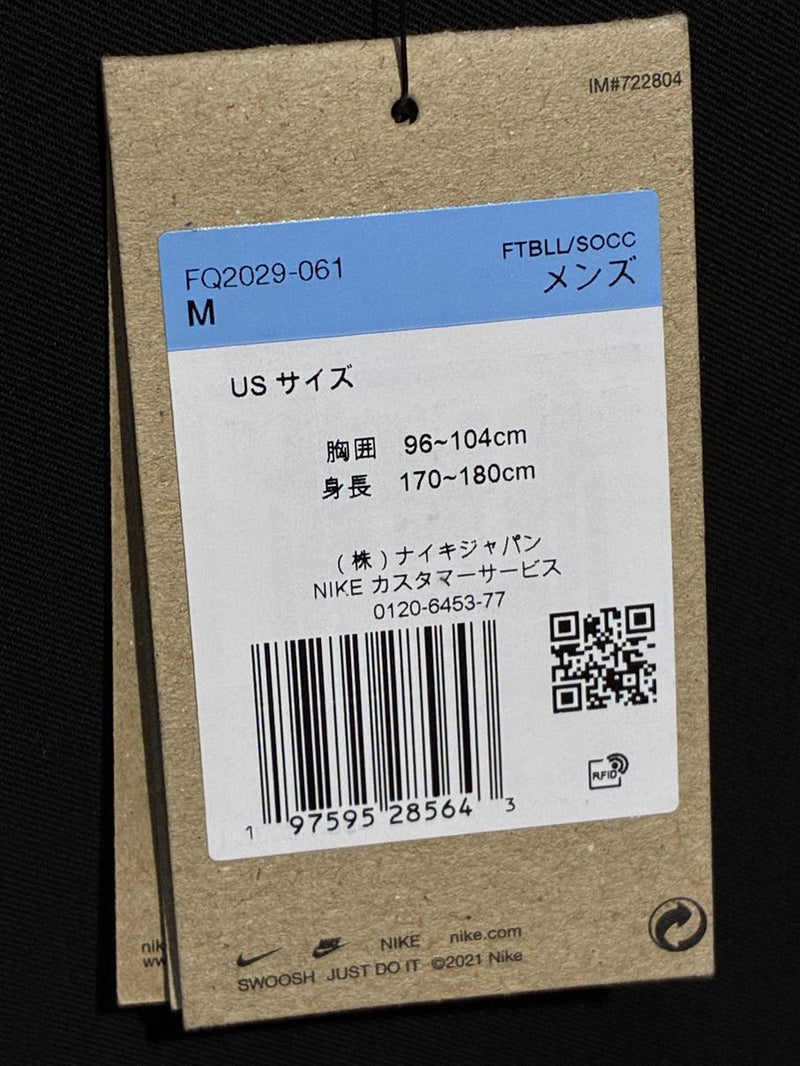 IM#722804
FQ2029-061
FTBLL/SOCC
M
メンズ
US サイズ
胸囲 96~104cm
身長 170~180cm
(株)ナイキジャパン
NIKE カスタマーサービス
0120-6453-77
1 97595 28564 3
RFID
NIKE nike.com
SWOOSH JUST DO IT ©2021 Nike
nik
ww